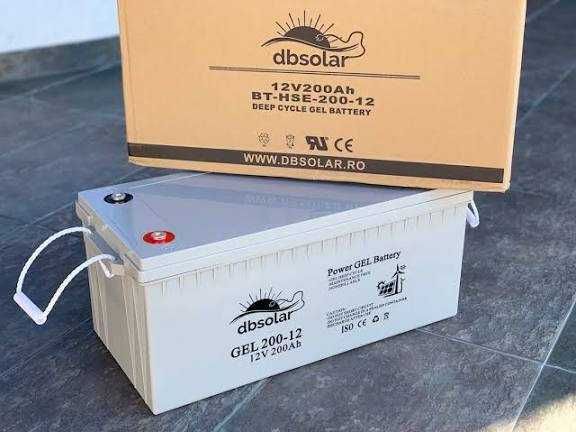 dbsolar
12V200Ah
BT-HSE-200-12
DEEP CYCLE GEL BATTERY
WWW.DBSOLAR.RO
Power GEL Battery
dbsolar
GEL 200-12
12V 200Ah
ISO CE